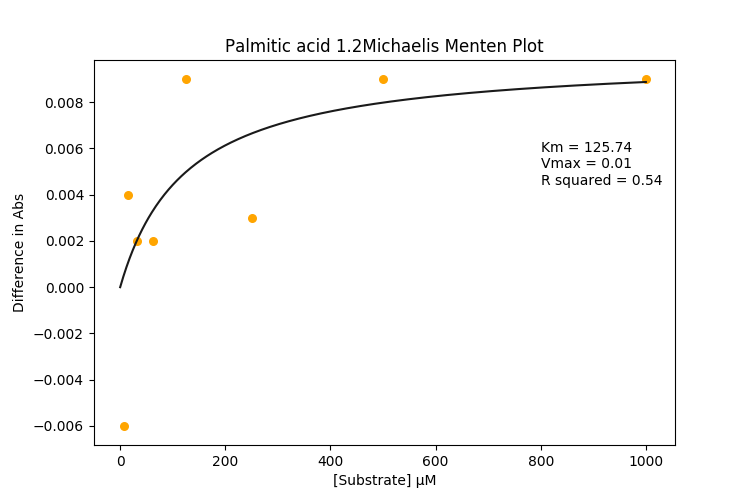 Palmitic acid 1.2Michaelis Menten Plot
0.008
0.006
0.004
0.002
0.000
−0.002
−0.004
−0.006
Difference in Abs
Km = 125.74
Vmax = 0.01
R squared = 0.54
0 200 400 600 800 1000
[Substrate] μM